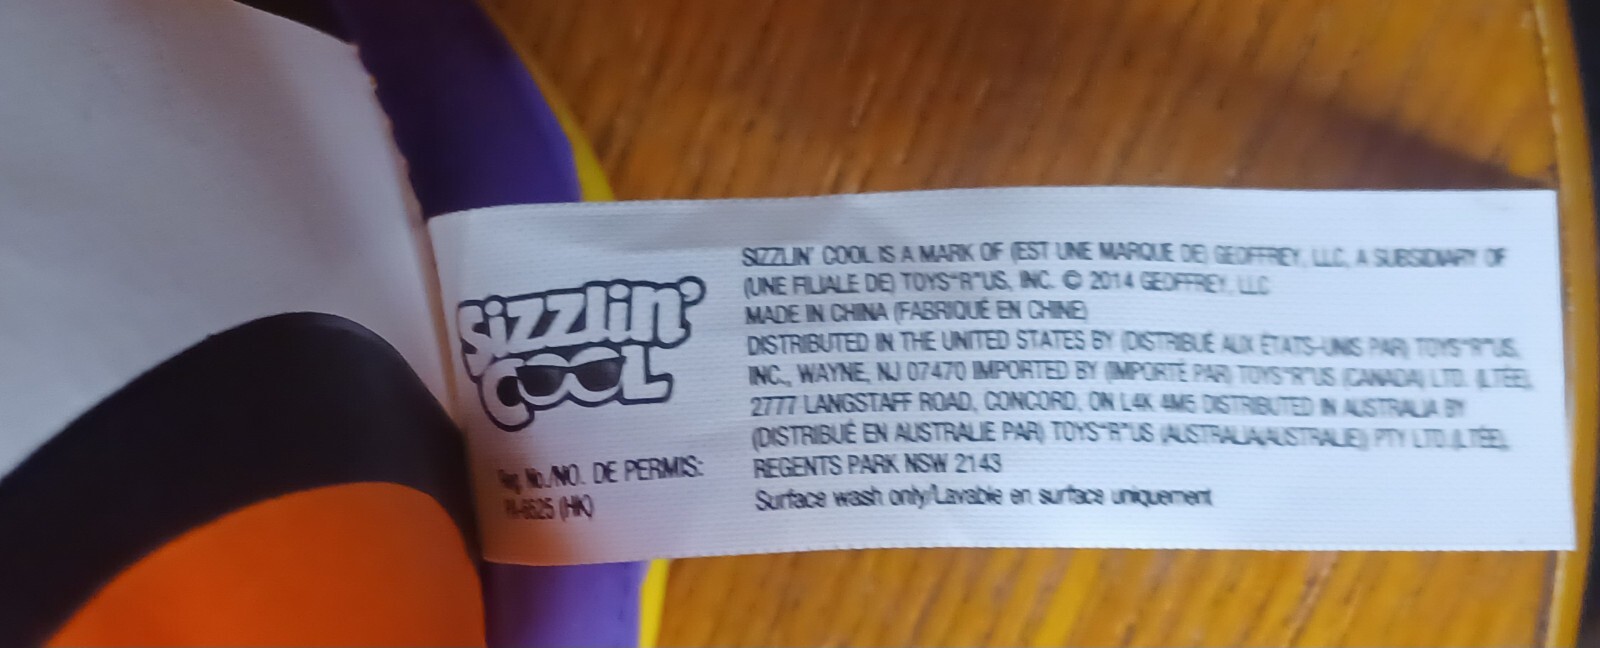 Sizzlin'
COOL
Reg. No./NO. DE PERMIS:
(HK)
SIZZLIN' COOL IS A MARK OF (EST UNE MARQUE DE) GEOFFREY, LLC, A SUBSIDIARY OF
(UNE FILIALE DE) TOYS"R"US, INC. © 2014 GEOFFREY, LLC
MADE IN CHINA (FABRIQUÉ EN CHINE)
DISTRIBUTED IN THE UNITED STATES BY (DISTRIBUÉ AUX ÉTATS-UNIS PAR) TOYS"R"US,
INC., WAYNE, NJ 07470 IMPORTED BY (IMPORTÉ PAR) TOYS"R"US (CANADA) LTD. (LTÉE),
2777 LANGSTAFF ROAD, CONCORD, ON L4K 4M5 DISTRIBUTED IN AUSTRALIA BY
(DISTRIBUÉ EN AUSTRALIE PAR) TOYS"R"US (AUSTRALIA/AUSTRALIE) PTY LTD.(LTÉE),
REGENTS PARK NSW 2143
Surface wash only/Lavable en surface uniquement